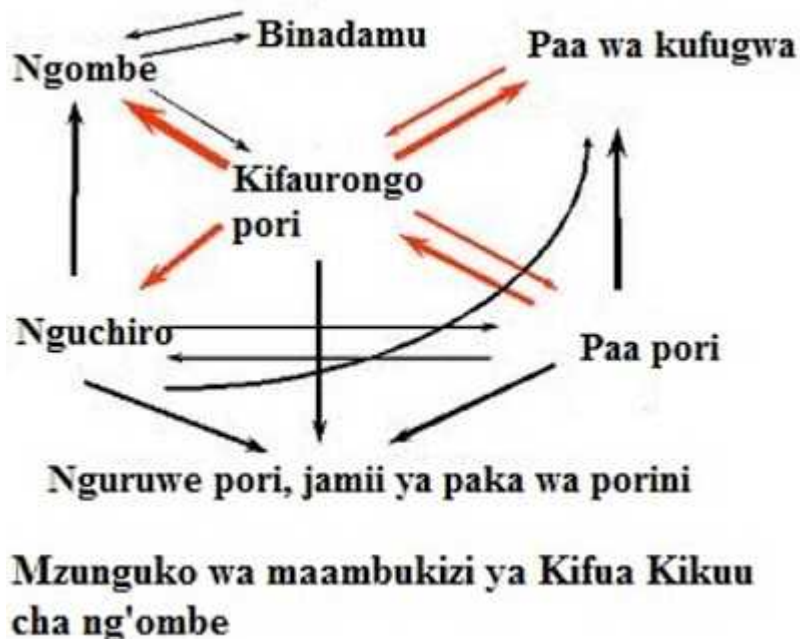 Binadamu
Paa wa kufugwa
Ngombe
Kifaurongo
pori
Nguchiro
Paa pori
Nguruwe pori, jamii ya paka wa porini
Mzunguko wa maambukizi ya Kifua Kikuu
cha ng'ombe